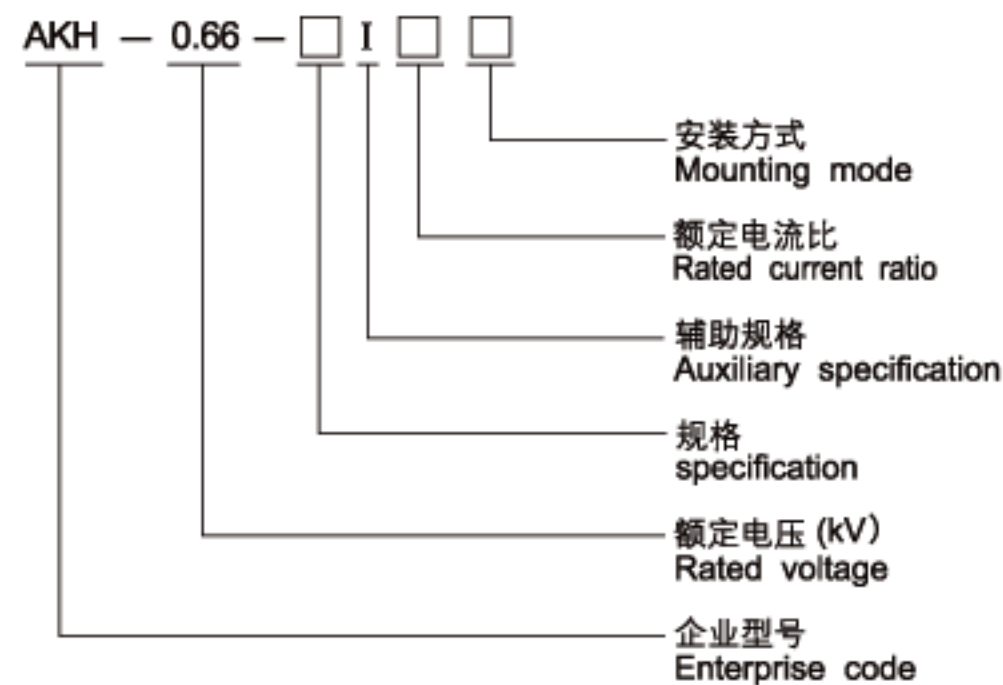 AKH — 0.66 — □ I □ □
安装方式
Mounting mode
额定电流比
Rated current ratio
辅助规格
Auxiliary specification
规格
specification
额定电压 (kV)
Rated voltage
企业型号
Enterprise code